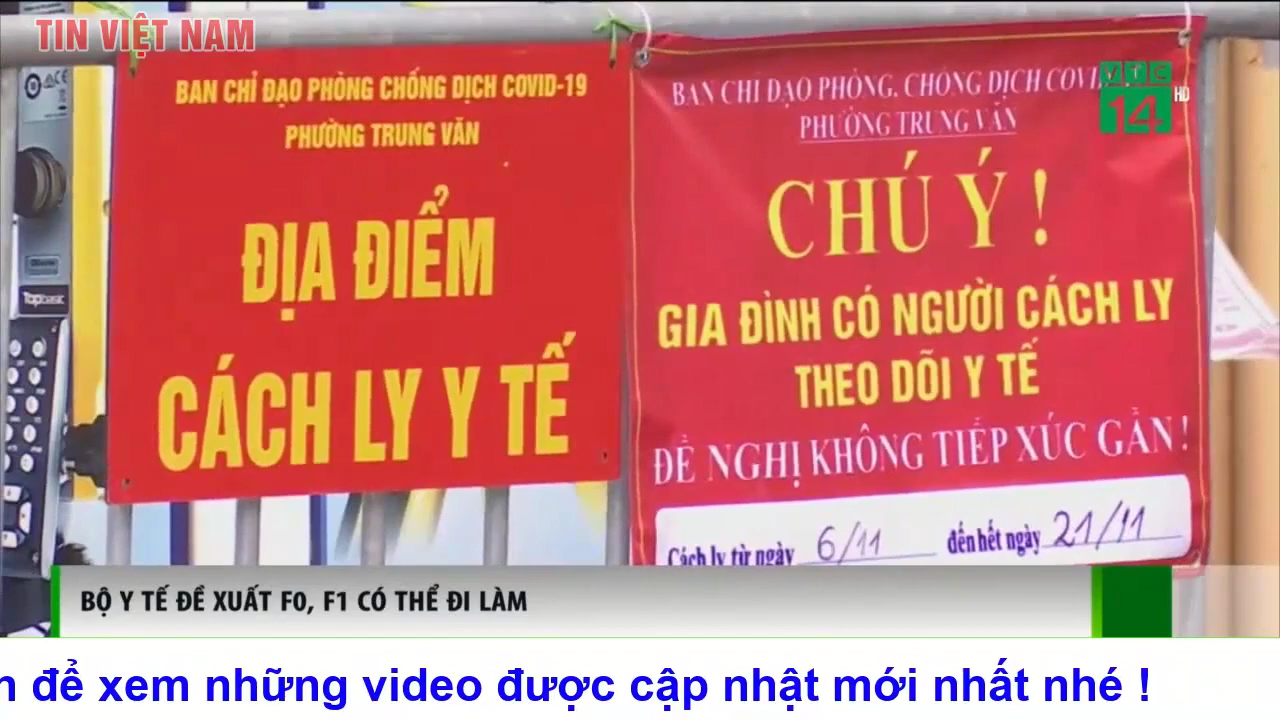 TIN VIỆT NAM
BAN CHỈ ĐẠO PHÒNG CHỐNG DỊCH COVID-19
PHƯỜNG TRUNG VĂN
ĐỊA ĐIỂM
CÁCH LY Y TẾ
BAN CHỈ ĐẠO PHÒNG, CHỐNG DỊCH
PHƯỜNG TRUNG VĂN
CHÚ Ý !
GIA ĐÌNH CÓ NGƯỜI CÁCH LY
THEO DÕI Y TẾ
ĐỀ NGHỊ KHÔNG TIẾP XÚC GẦN !
Cách ly từ ngày 6/11 đến hết ngày 21/11
VTC
14
HD
Topbasic
BỘ Y TẾ ĐỀ XUẤT F0, F1 CÓ THỂ ĐI LÀM
để xem những video được cập nhật mới nhất nhé !